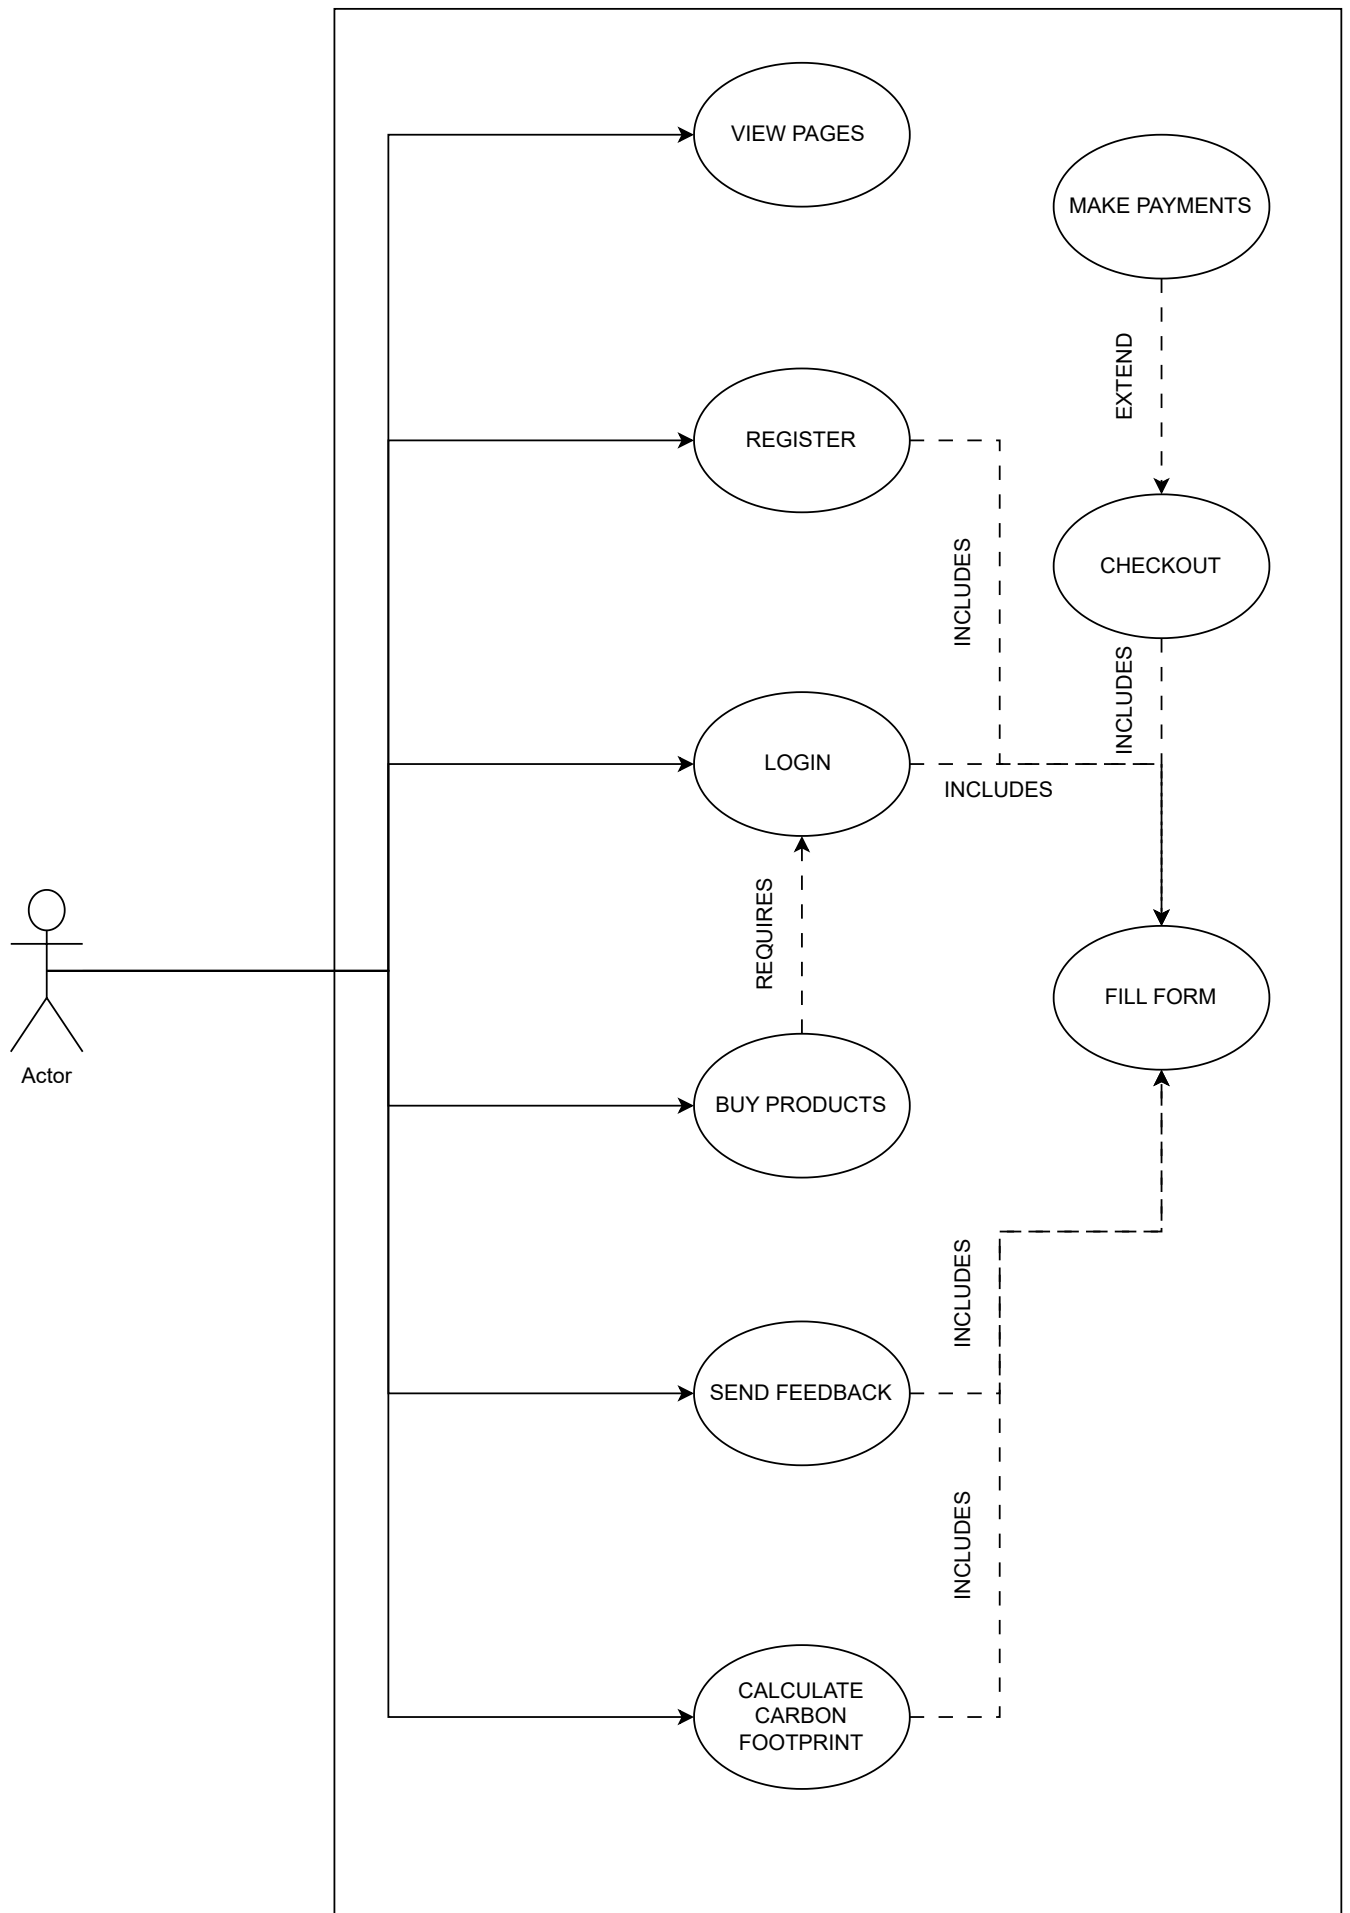 VIEW PAGES
MAKE PAYMENTS
EXTEND
REGISTER
INCLUDES
CHECKOUT
INCLUDES
LOGIN
INCLUDES
REQUIRES
Actor
FILL FORM
BUY PRODUCTS
INCLUDES
SEND FEEDBACK
INCLUDES
CALCULATE
CARBON
FOOTPRINT